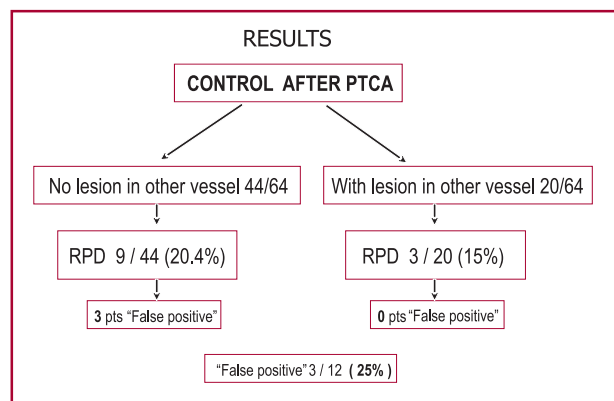 RESULTS
CONTROL AFTER PTCA
No lesion in other vessel 44/64
With lesion in other vessel 20/64
RPD 9 / 44 (20.4%)
RPD 3 / 20 (15%)
3 pts “False positive”
0 pts “False positive”
“False positive” 3 / 12 ( 25% )